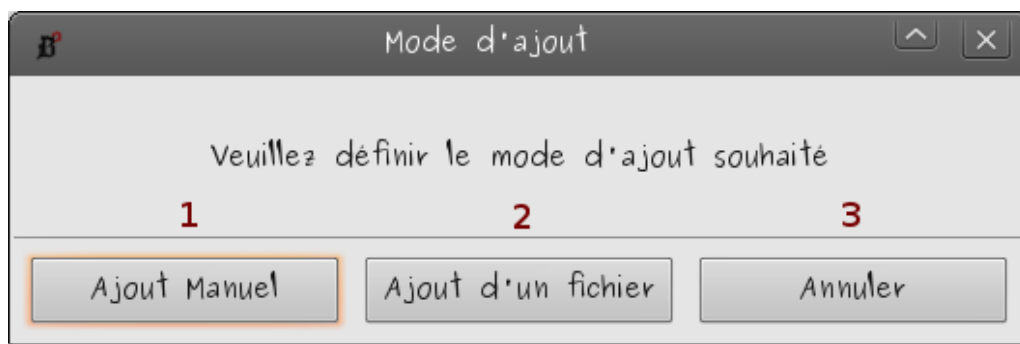 Mode d'ajout
Veuillez définir le mode d'ajout souhaité
1 2 3
Ajout Manuel Ajout d'un fichier Annuler